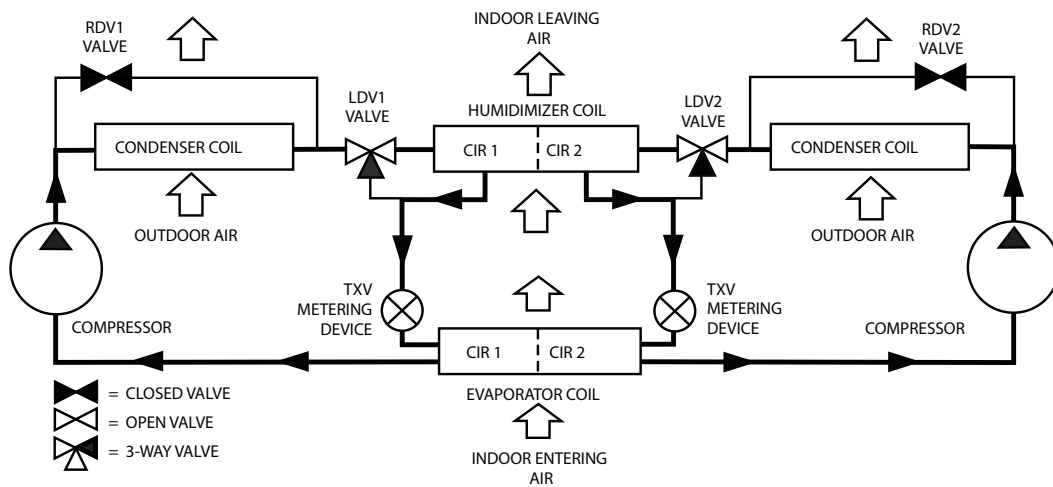 RDV1
VALVE
INDOOR LEAVING
AIR
RDV2
VALVE
LDV1
VALVE
HUMIDIMIZER COIL
LDV2
VALVE
CONDENSER COIL
CIR 1
CIR 2
CONDENSER COIL
OUTDOOR AIR
OUTDOOR AIR
TXV
METERING
DEVICE
TXV
METERING
DEVICE
COMPRESSOR
COMPRESSOR
CIR 1
CIR 2
EVAPORATOR COIL
= CLOSED VALVE
= OPEN VALVE
= 3-WAY VALVE
INDOOR ENTERING
AIR